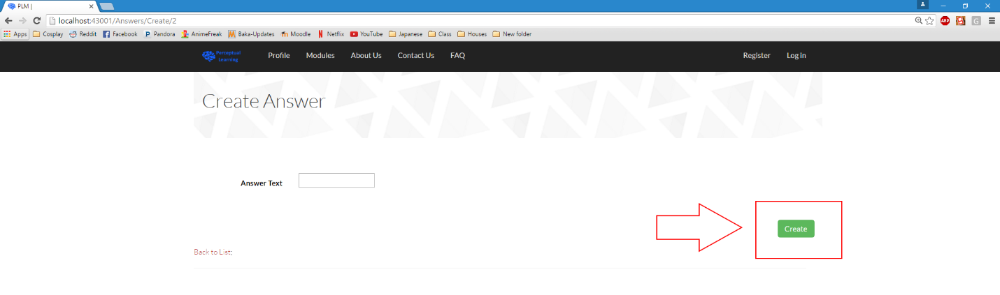 PLM |
localhost:43001/Answers/Create/2
Apps Cosplay Reddit Facebook Pandora AnimeFreak Baka-Updates Moodle Netflix YouTube Japanese Class Houses New folder
Perceptual
Learning
Profile Modules About Us Contact Us FAQ Register Log in
Create Answer
Answer Text
Create
Back to List;